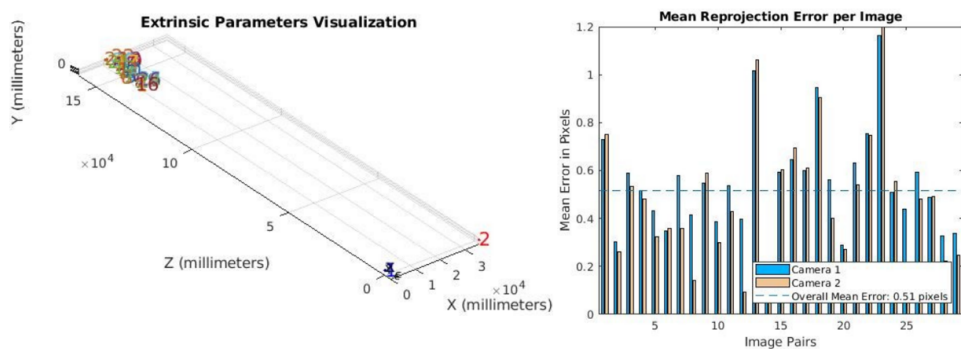 Extrinsic Parameters Visualization
Y (millimeters)
0
15
×10⁴
10
5
0
Z (millimeters)
2
0
1
2
3
×10⁴
X (millimeters)
16
Mean Reprojection Error per Image
Mean Error in Pixels
1.2
1
0.8
0.6
0.4
0.2
0
Camera 1
Camera 2
Overall Mean Error: 0.51 pixels
5
10
15
20
25
Image Pairs